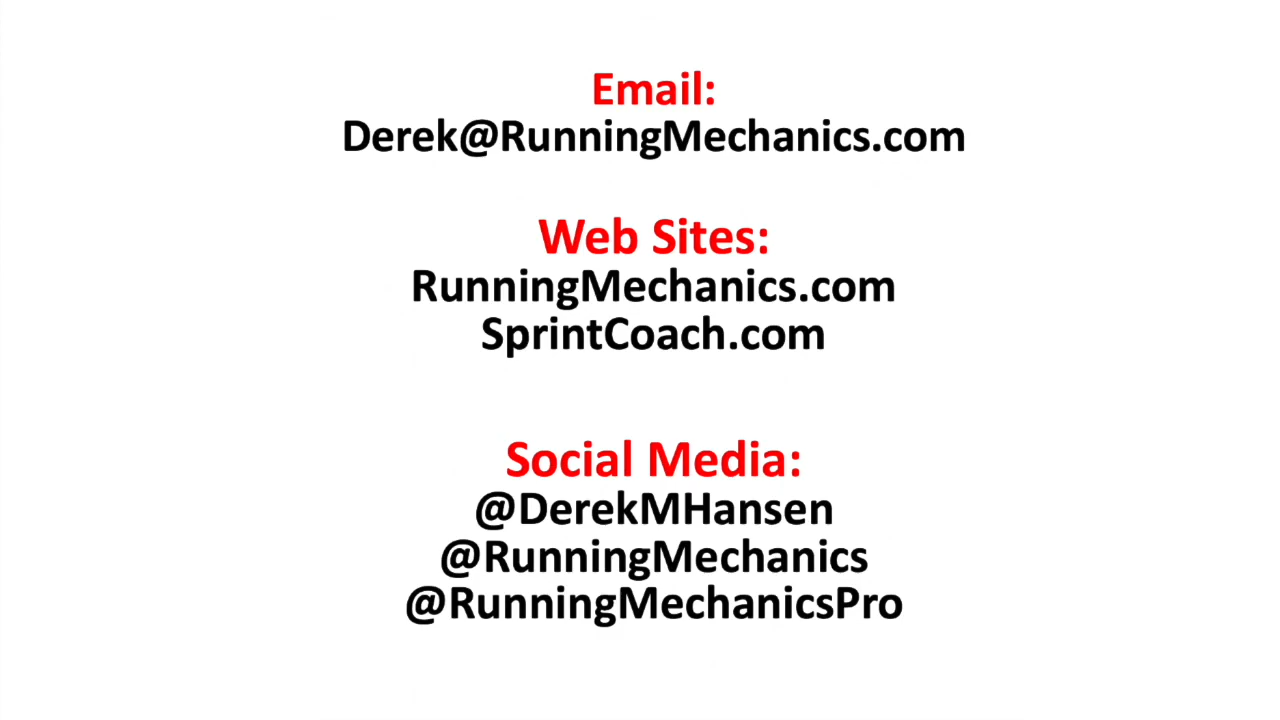 Email:
Derek@RunningMechanics.com
Web Sites:
RunningMechanics.com
SprintCoach.com
Social Media:
@DerekMHansen
@RunningMechanics
@RunningMechanicsPro